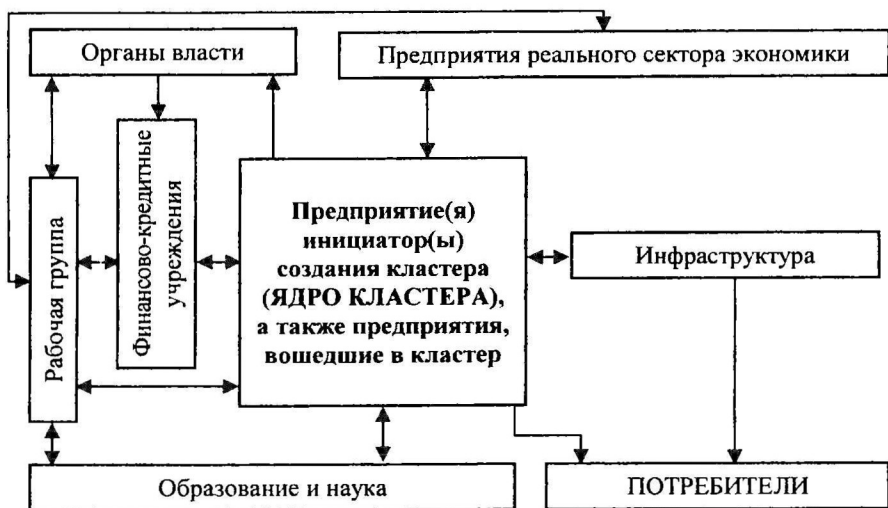 Органы власти
Предприятия реального сектора экономики
Финансово-кредитные
учреждения
Рабочая группа
Предприятие(я)
инициатор(ы)
создания кластера
(ЯДРО КЛАСТЕРА),
а также предприятия,
вошедшие в кластер
Инфраструктура
Образование и наука
ПОТРЕБИТЕЛИ